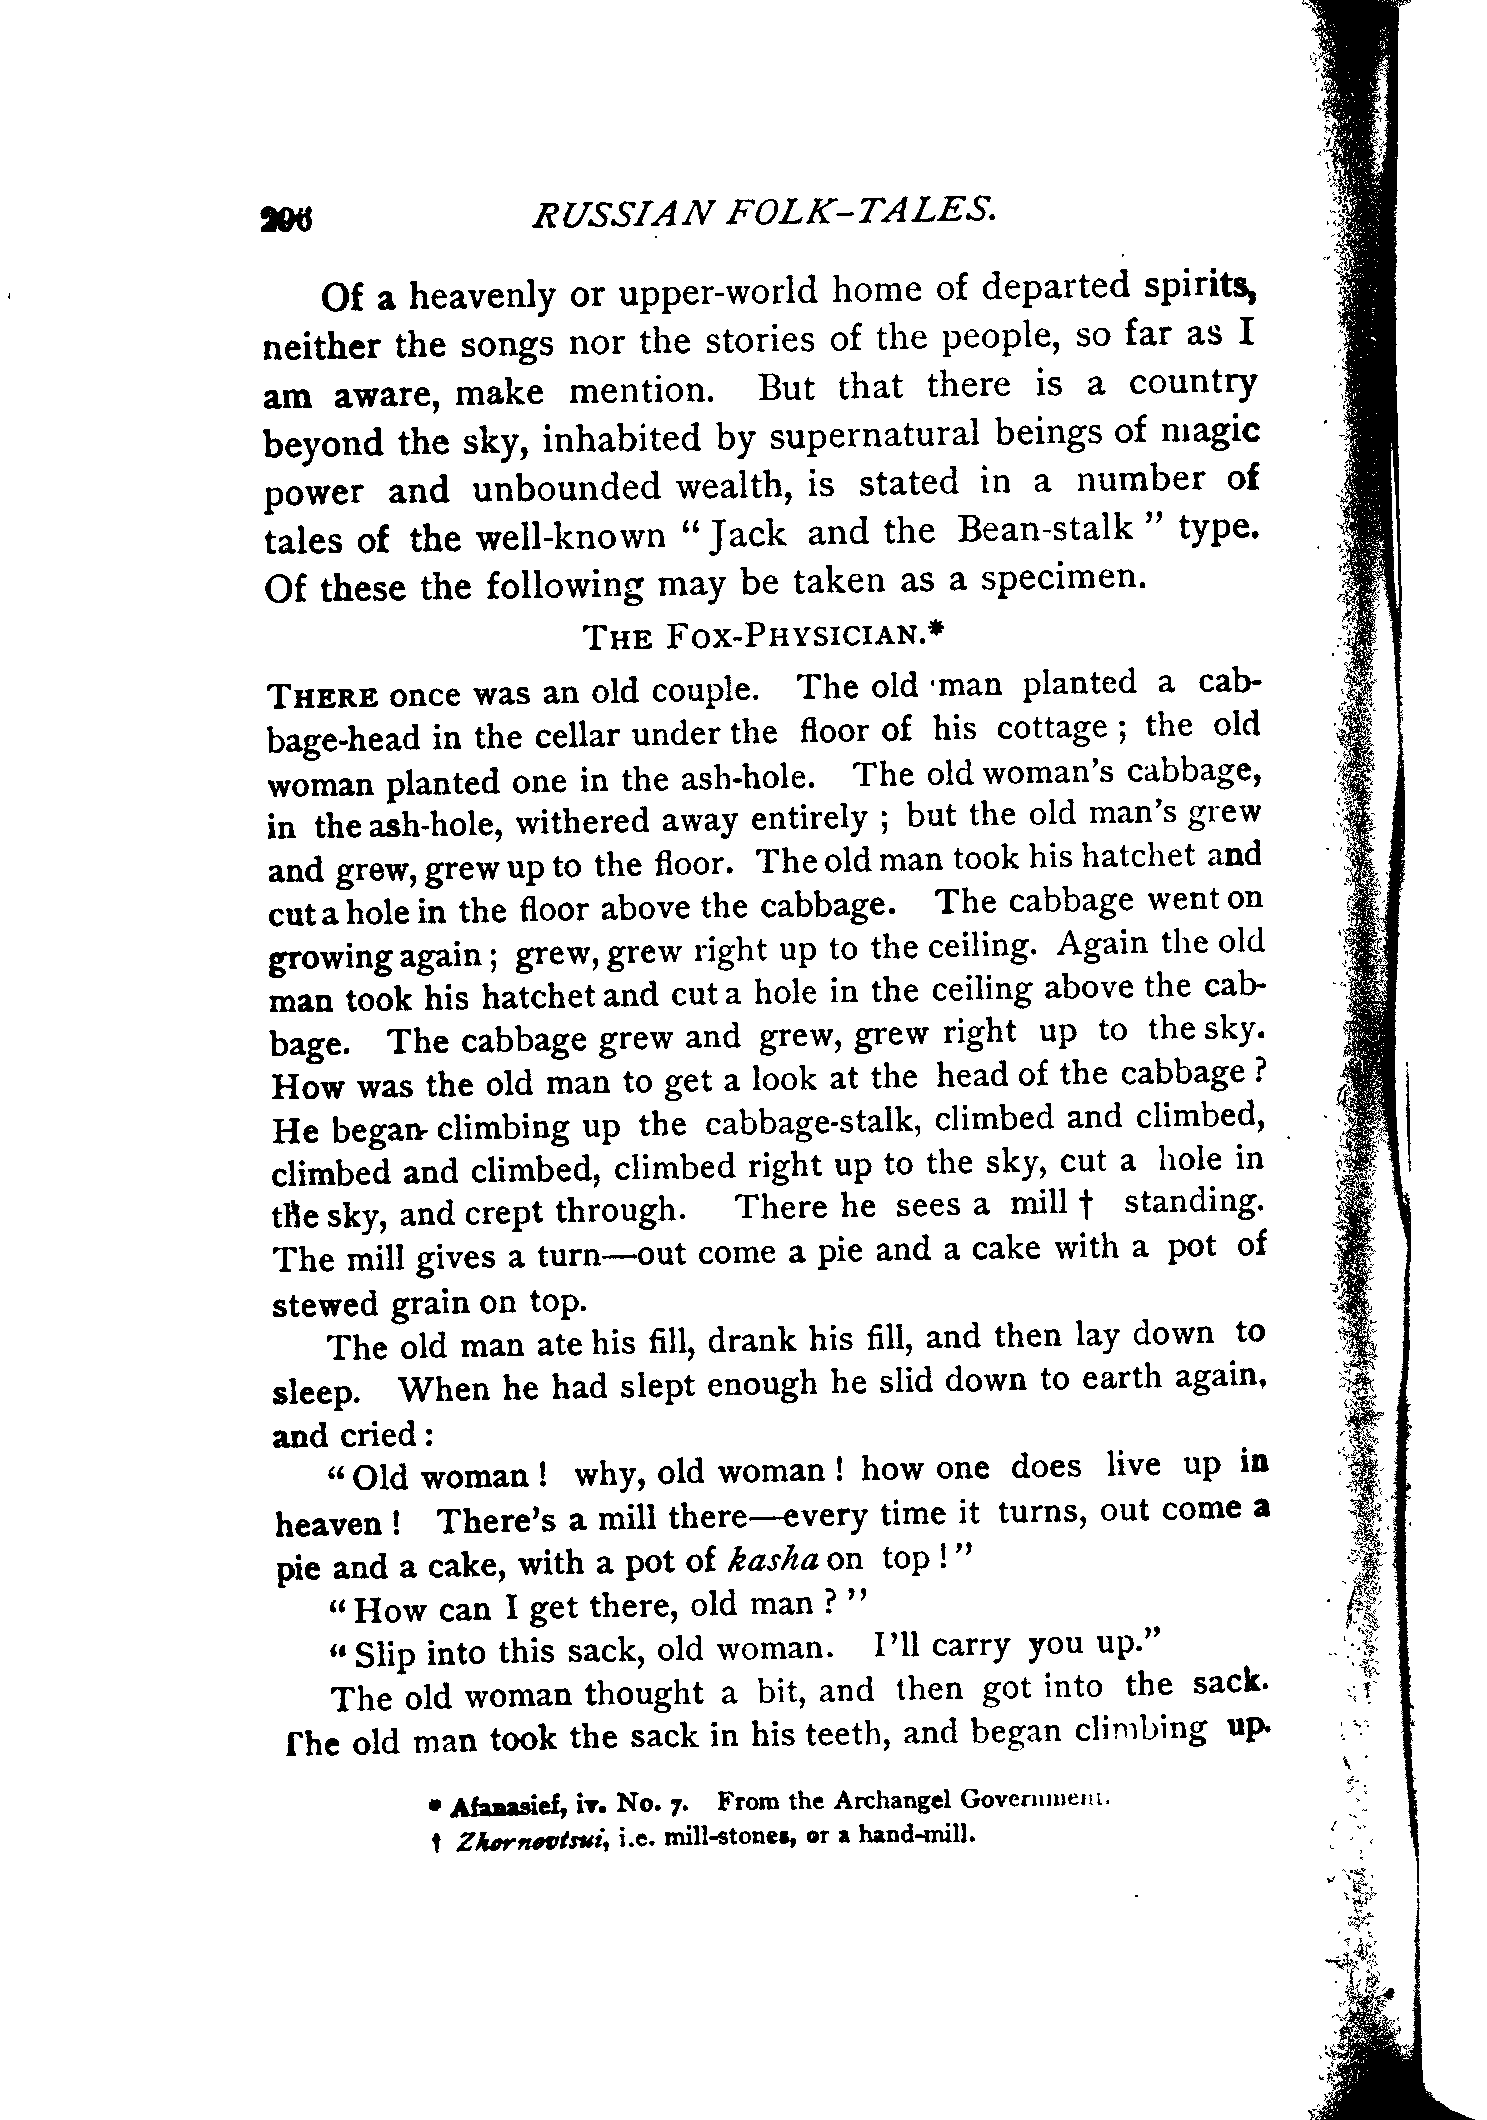 296 RUSSIAN FOLK-TALES.
Of a heavenly or upper-world home of departed spirits,
neither the songs nor the stories of the people, so far as I
am aware, make mention. But that there is a country
beyond the sky, inhabited by supernatural beings of magic
power and unbounded wealth, is stated in a number of
tales of the well-known “Jack and the Bean-stalk” type.
Of these the following may be taken as a specimen.
THE FOX-PHYSICIAN.*
THERE once was an old couple. The old man planted a cab-
bage-head in the cellar under the floor of his cottage; the old
woman planted one in the ash-hole. The old woman's cabbage,
in the ash-hole, withered away entirely; but the old man's grew
and grew, grew up to the floor. The old man took his hatchet and
cut a hole in the floor above the cabbage. The cabbage went on
growing again; grew, grew right up to the ceiling. Again the old
man took his hatchet and cut a hole in the ceiling above the cab-
bage. The cabbage grew and grew, grew right up to the sky.
How was the old man to get a look at the head of the cabbage?
He began climbing up the cabbage-stalk, climbed and climbed,
climbed and climbed, climbed right up to the sky, cut a hole in
the sky, and crept through. There he sees a mill † standing.
The mill gives a turn—out come a pie and a cake with a pot of
stewed grain on top.
The old man ate his fill, drank his fill, and then lay down to
sleep. When he had slept enough he slid down to earth again,
and cried:
“Old woman! why, old woman! how one does live up in
heaven! There's a mill there—every time it turns, out come a
pie and a cake, with a pot of kasha on top!”
“How can I get there, old man?”
“Slip into this sack, old woman. I'll carry you up.”
The old woman thought a bit, and then got into the sack.
The old man took the sack in his teeth, and began climbing up.
* Afanasief, iv. No. 7. From the Archangel Government.
† Zhornovtsui, i.e. mill-stones, or a hand-mill.